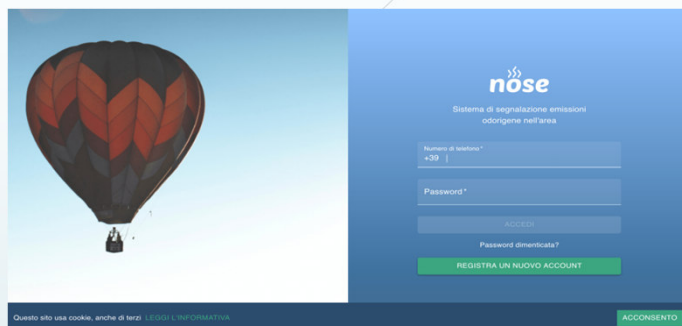 nose
Sistema di segnalazione emissioni
odorigene nell'area
Numero di telefono *
+39
Password *
ACCEDI
Password dimenticata?
REGISTRA UN NUOVO ACCOUNT
Questo sito usa cookie, anche di terzi LEGGI L'INFORMATIVA
ACCONSENTO